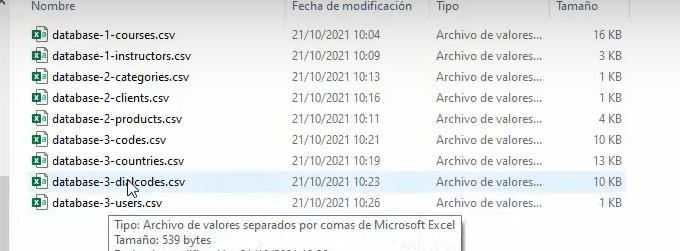 Nombre Fecha de modificación Tipo Tamaño
database-1-courses.csv 21/10/2021 10:04 Archivo de valores... 16 KB
database-1-instructors.csv 21/10/2021 10:09 Archivo de valores... 3 KB
database-2-categories.csv 21/10/2021 10:13 Archivo de valores... 1 KB
database-2-clients.csv 21/10/2021 10:16 Archivo de valores... 1 KB
database-2-products.csv 21/10/2021 10:11 Archivo de valores... 4 KB
database-3-codes.csv 21/10/2021 10:21 Archivo de valores... 10 KB
database-3-countries.csv 21/10/2021 10:19 Archivo de valores... 13 KB
database-3-dialcodes.csv 21/10/2021 10:23 Archivo de valores... 10 KB
database-3-users.csv 21/10/2021 10:26 Archivo de valores... 1 KB
Tipo: Archivo de valores separados por comas de Microsoft Excel
Tamaño: 539 bytes